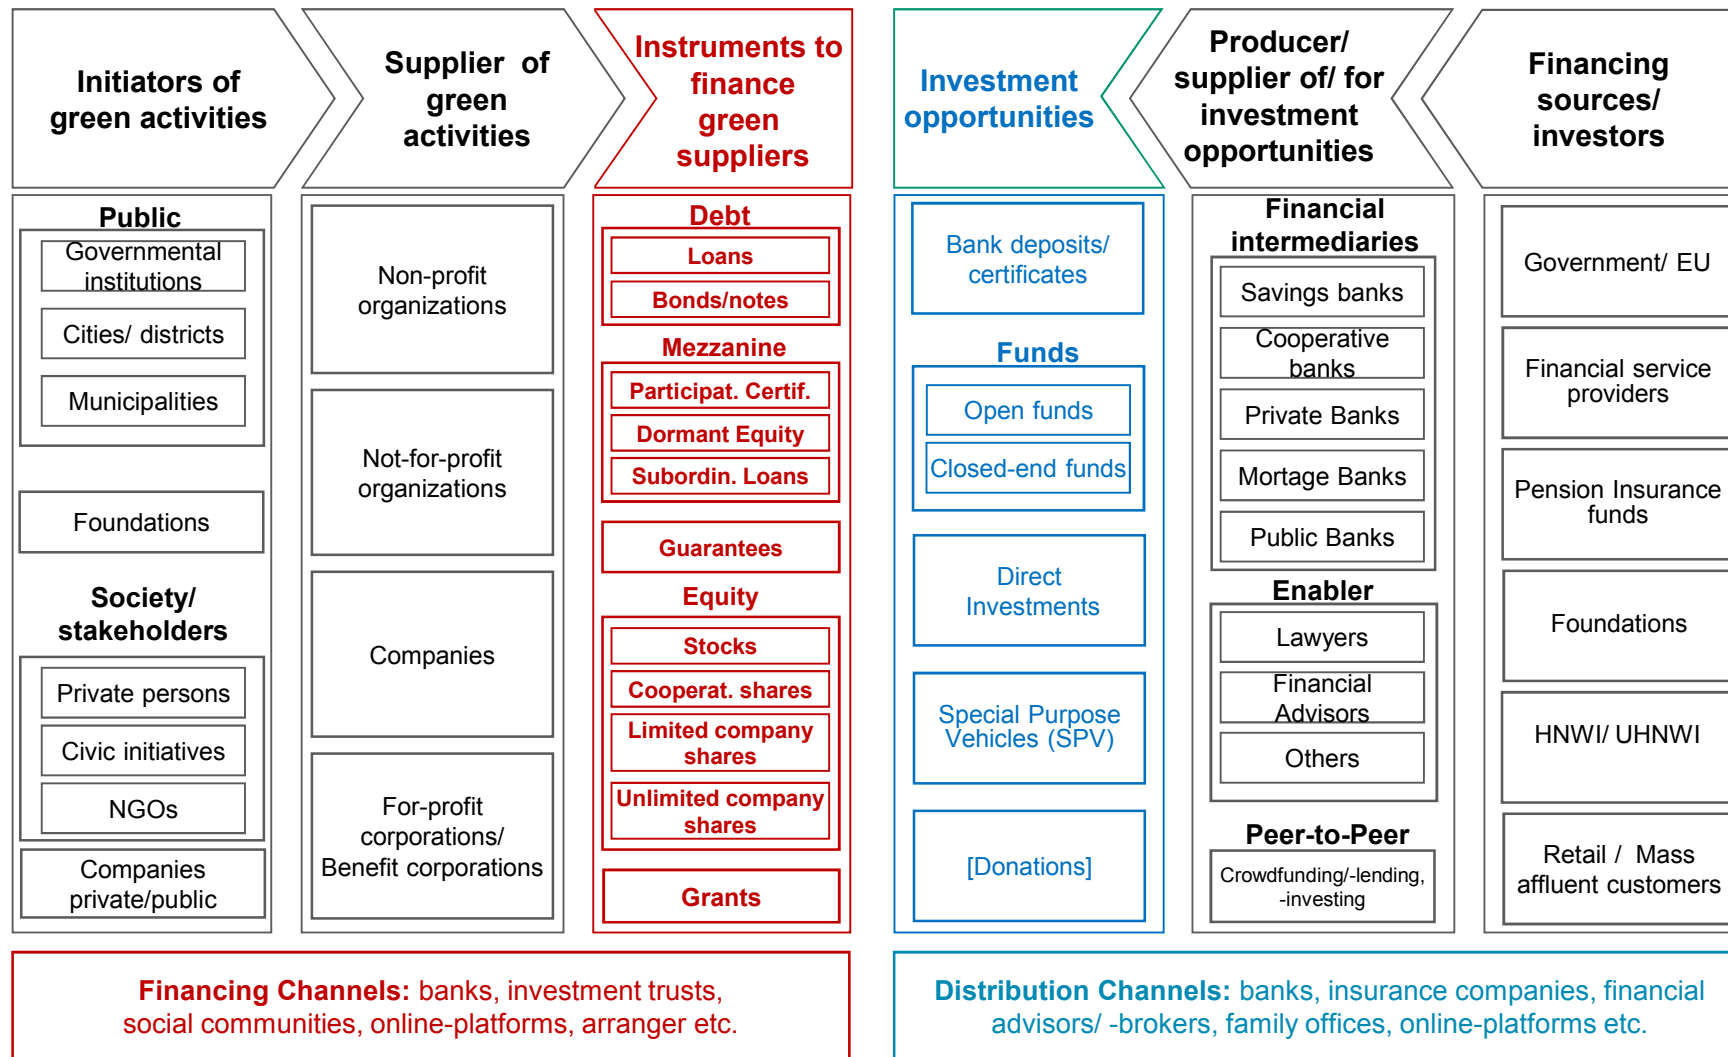 Initiators of
green activities
Supplier of
green
activities
Instruments to
finance
green
suppliers
Investment
opportunities
Producer/
supplier of/ for
investment
opportunities
Financing
sources/
investors
Public
Governmental
institutions
Cities/ districts
Municipalities
Foundations
Society/
stakeholders
Private persons
Civic initiatives
NGOs
Companies
private/public
Non-profit
organizations
Not-for-profit
organizations
Companies
For-profit
corporations/
Benefit corporations
Debt
Loans
Bonds/notes
Mezzanine
Participat. Certif.
Dormant Equity
Subordin. Loans
Guarantees
Equity
Stocks
Cooperat. shares
Limited company
shares
Unlimited company
shares
Grants
Bank deposits/
certificates
Funds
Open funds
Closed-end funds
Direct
Investments
Special Purpose
Vehicles (SPV)
[Donations]
Financial
intermediaries
Savings banks
Cooperative
banks
Private Banks
Mortage Banks
Public Banks
Enabler
Lawyers
Financial
Advisors
Others
Peer-to-Peer
Crowdfunding/-lending,
-investing
Government/ EU
Financial service
providers
Pension Insurance
funds
Foundations
HNWI/ UHNWI
Retail / Mass
affluent customers
Financing Channels: banks, investment trusts,
social communities, online-platforms, arranger etc.
Distribution Channels: banks, insurance companies, financial
advisors/ -brokers, family offices, online-platforms etc.